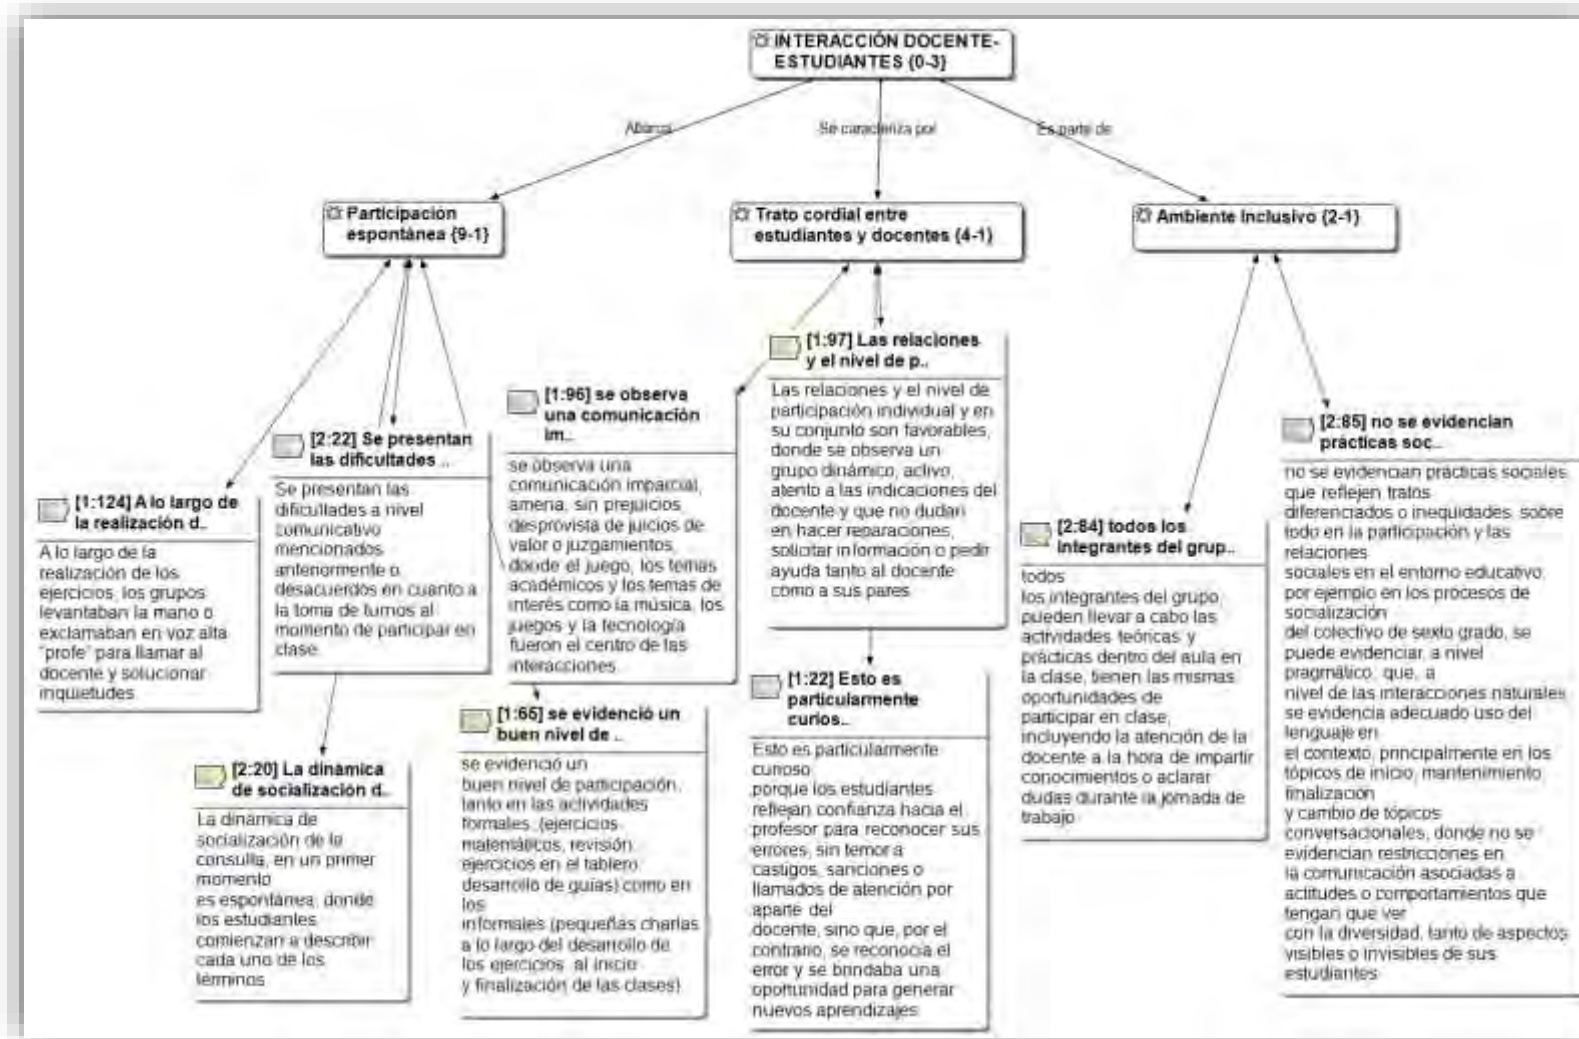 INTERACCIÓN DOCENTE-
ESTUDIANTES {0-3}
Abarca
Se caracteriza por
Es parte de
Participación
espontánea {9-1}
Trato cordial entre
estudiantes y docentes {4-1}
Ambiente Inclusivo {2-1}
[1:124] A lo largo de
la realización d..
A lo largo de la
realización de los
ejercicios, los grupos
levantaban la mano o
exclamaban en voz alta
"profe" para llamar al
docente y solucionar
inquietudes
[2:22] Se presentan
las dificultades ..
Se presentan las
dificultades a nivel
comunicativo
mencionados
anteriormente o
desacuerdos en cuanto a
la toma de turnos al
momento de participar en
clase
[2:20] La dinámica
de socialización d..
La dinámica de
socialización de la
consulta, en un primer
momento
es espontánea, donde
los estudiantes
comienzan a describir
cada uno de los
términos
[1:96] se observa
una comunicación
im..
se observa una
comunicación imparcial,
amena, sin prejuicios,
desprovista de juicios de
valor o juzgamientos,
donde el juego, los temas
académicos y los temas de
interés como la música, los
juegos y la tecnología
fueron el centro de las
interacciones
[1:65] se evidenció un
buen nivel de ..
se evidenció un
buen nivel de participación,
tanto en las actividades
formales (ejercicios
matemáticos, revisión
ejercicios en el tablero
desarrollo de guías) como en
los
informales (pequeñas charlas
a lo largo del desarrollo de
los ejercicios, al inicio
y finalización de las clases)
[1:97] Las relaciones
y el nivel de p..
Las relaciones y el nivel de
participación individual y en
su conjunto son favorables,
donde se observa un
grupo dinámico, activo,
atento a las indicaciones del
docente y que no dudan
en hacer reparaciones,
solicitar información o pedir
ayuda tanto al docente
como a sus pares
[1:22] Esto es
particularmente
curios..
Esto es particularmente
curioso
porque los estudiantes
reflejan confianza hacia el
profesor para reconocer sus
errores, sin temor a
castigos, sanciones o
llamados de atención por
aparte del
docente, sino que, por el
contrario, se reconocía el
error y se brindaba una
oportunidad para generar
nuevos aprendizajes
[2:84] todos los
integrantes del grup..
todos
los integrantes del grupo
pueden llevar a cabo las
actividades teóricas y
prácticas dentro del aula en
la clase, tienen las mismas
oportunidades de
participar en clase,
incluyendo la atención de la
docente a la hora de impartir
conocimientos o aclarar
dudas durante la jornada de
trabajo
[2:85] no se evidencian
prácticas soc..
no se evidencian prácticas sociales
que reflejen tratos
diferenciados o inequidades, sobre
todo en la participación y las
relaciones
sociales en el entorno educativo,
por ejemplo en los procesos de
socialización
del colectivo de sexto grado, se
puede evidenciar, a nivel
pragmático, que, a
nivel de las interacciones naturales
se evidencia adecuado uso del
lenguaje en
el contexto, principalmente en los
tópicos de inicio, mantenimiento,
finalización
y cambio de tópicos
conversacionales, donde no se
evidencian restricciones en
la comunicación asociadas a
actitudes o comportamientos que
tengan que ver
con la diversidad, tanto de aspectos
visibles o invisibles de sus
estudiantes